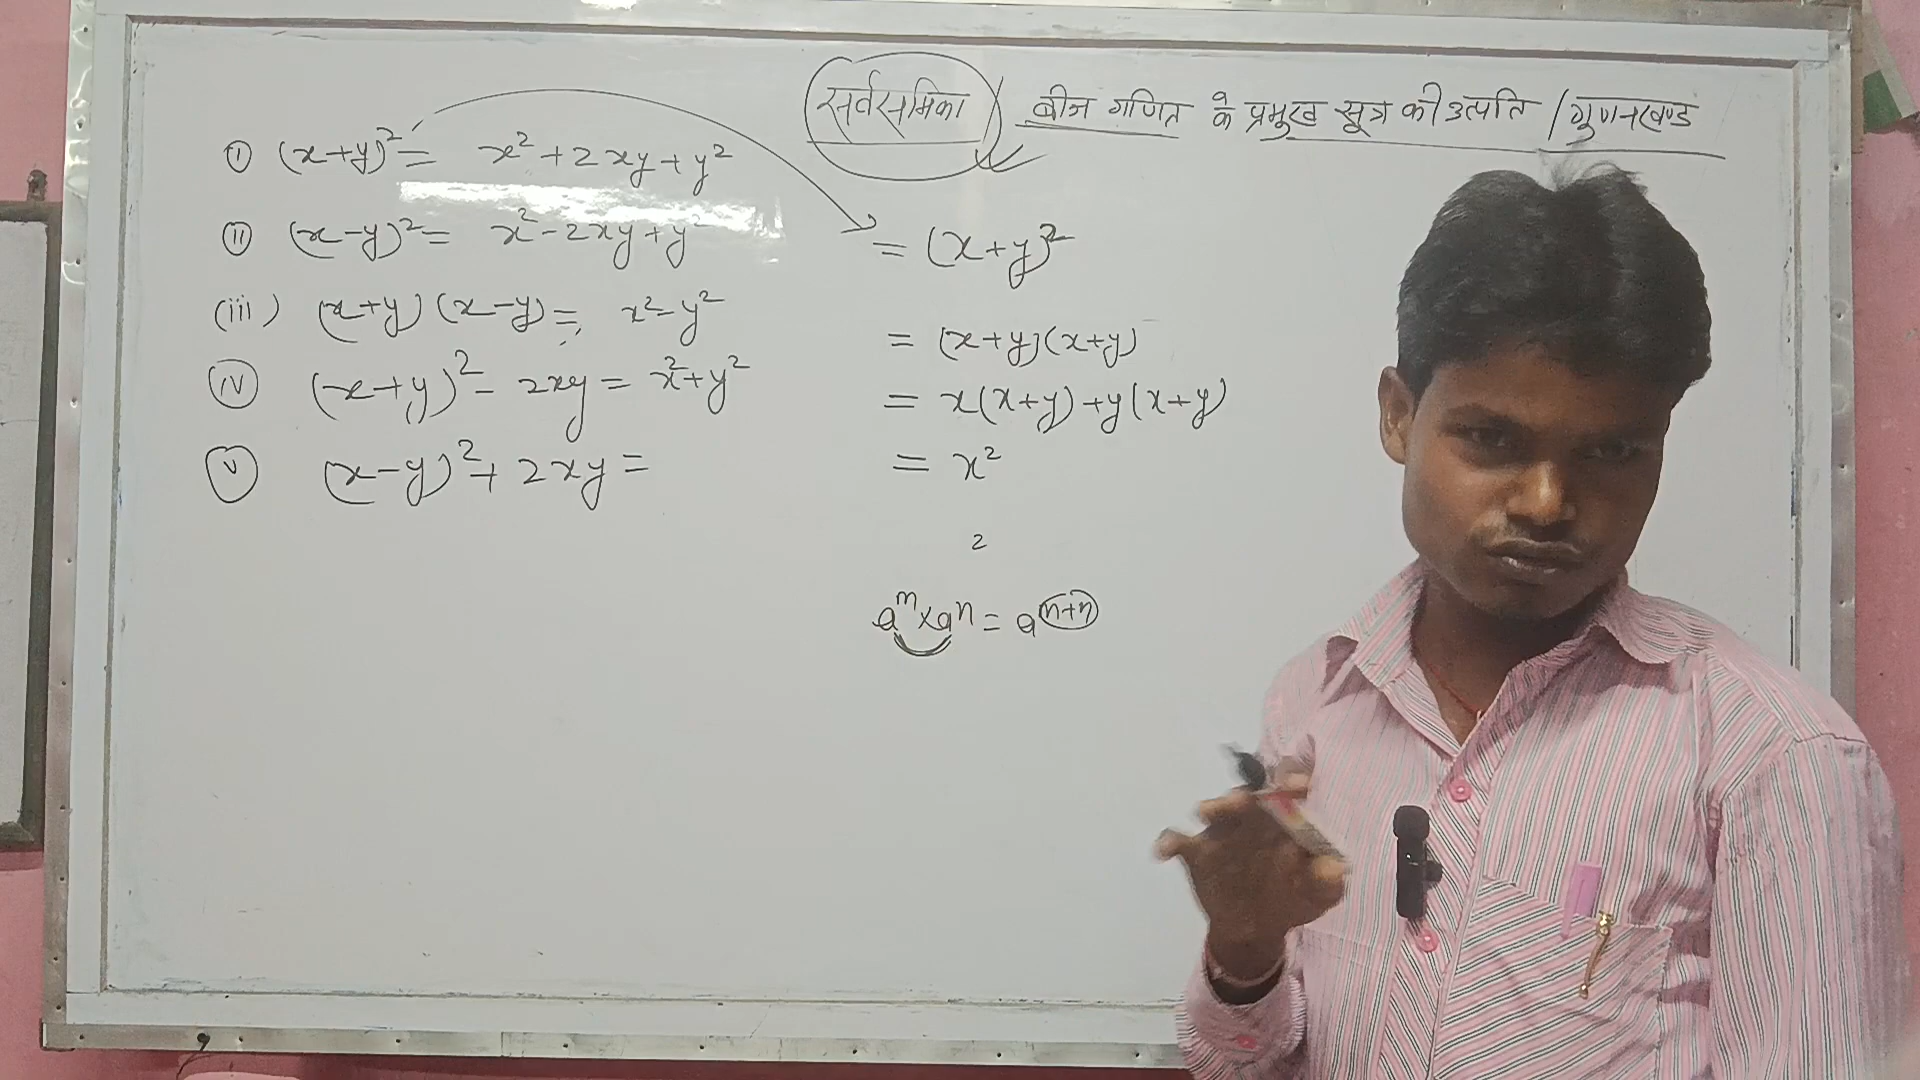 सर्वसमिका / बीज गणित के प्रमुख सूत्र की उत्पति / गुणनखण्ड
(i) (x+y)² = x² + 2xy + y²
(ii) (x-y)² = x² - 2xy + y²
(iii) (x+y)(x-y) = x² - y²
(iv) (x+y)² - 2xy = x² + y²
(v) (x-y)² + 2xy =
= (x+y)²
= (x+y)(x+y)
= x(x+y) + y(x+y)
= x²
2
aᵐ × aⁿ = aᵐ⁺ⁿ